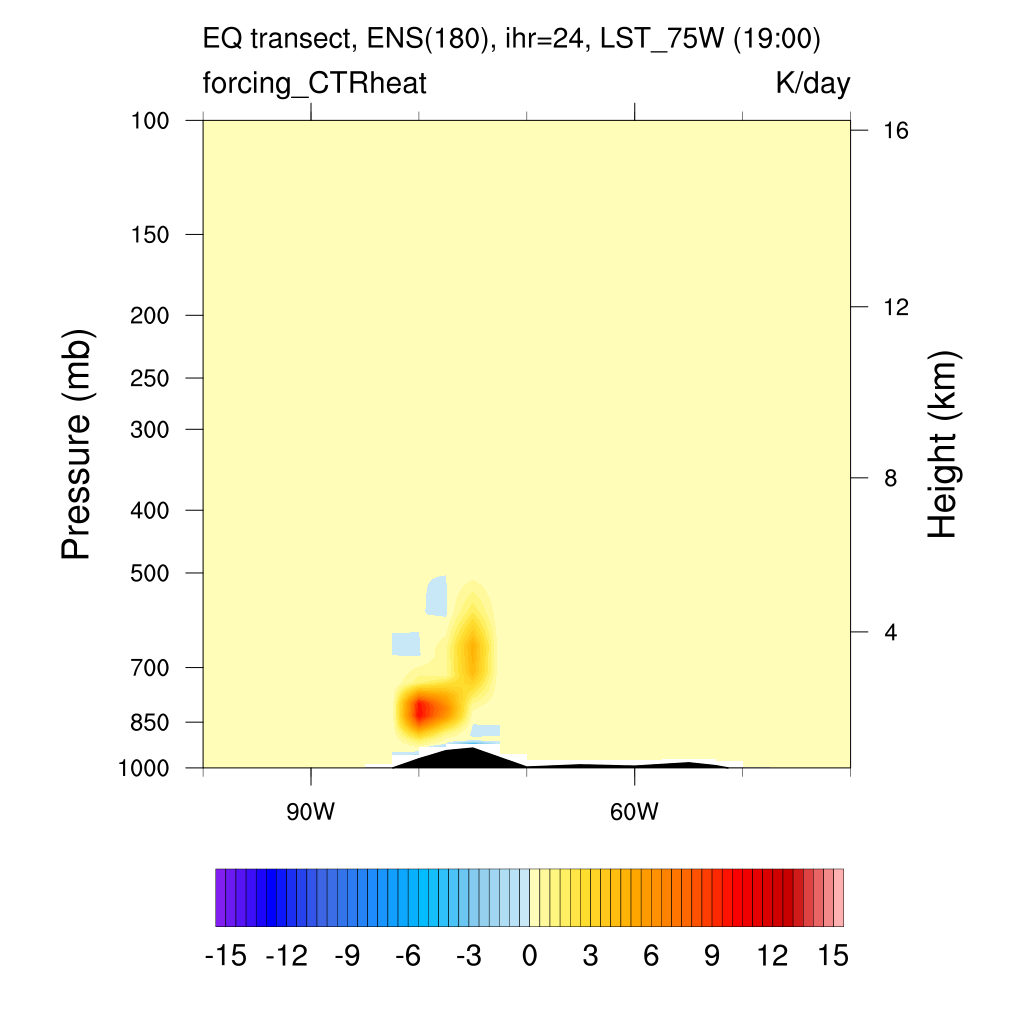 EQ transect, ENS(180), ihr=24, LST_75W (19:00)
forcing_CTRheat K/day
100
150
200
250
300
400
500
700
850
1000
Pressure (mb)
16
12
8
4
Height (km)
90W 60W
-15 -12 -9 -6 -3 0 3 6 9 12 15